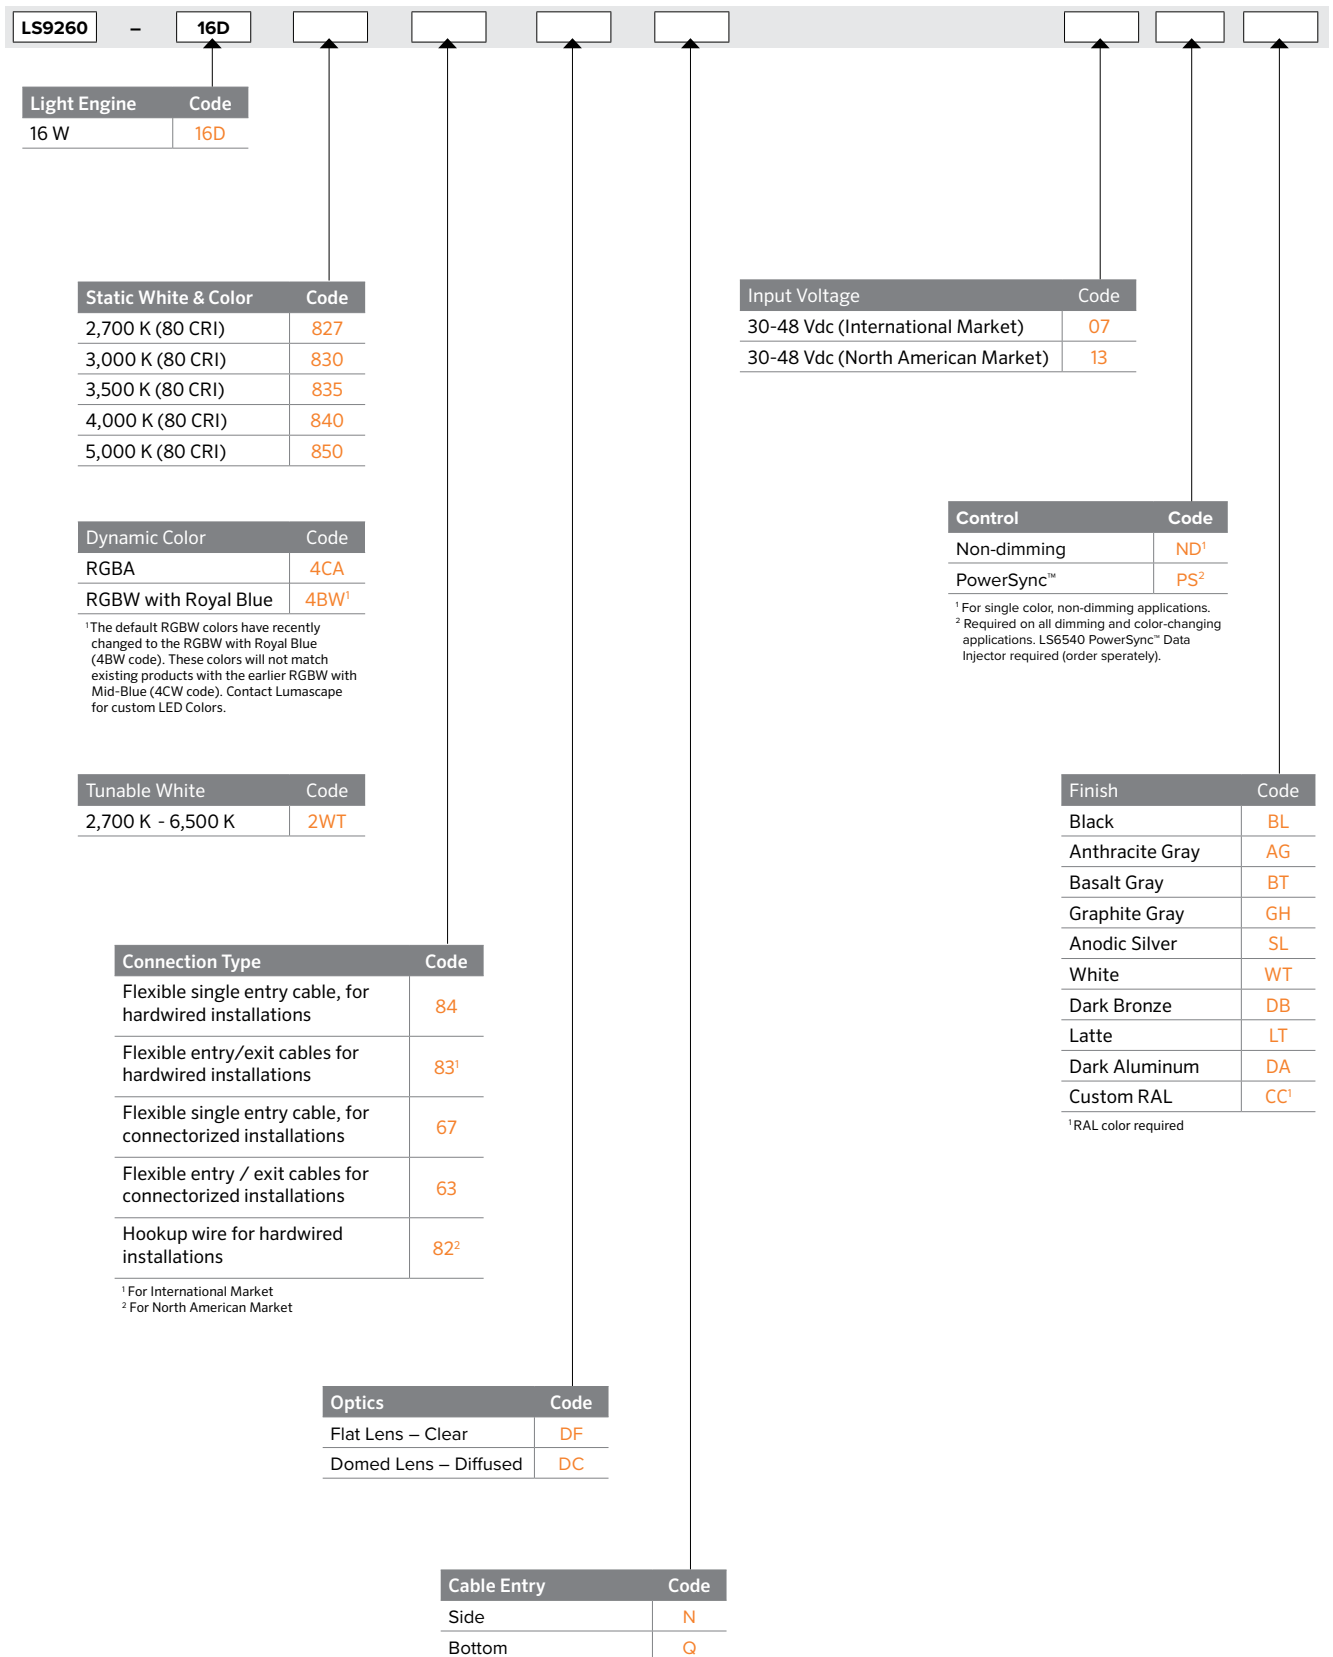 LS9260 – 16D
Light Engine Code
16 W 16D
Static White & Color Code
2,700 K (80 CRI) 827
3,000 K (80 CRI) 830
3,500 K (80 CRI) 835
4,000 K (80 CRI) 840
5,000 K (80 CRI) 850
Dynamic Color Code
RGBA 4CA
RGBW with Royal Blue 4BW¹
¹The default RGBW colors have recently
changed to the RGBW with Royal Blue
(4BW code). These colors will not match
existing products with the earlier RGBW with
Mid-Blue (4CW code). Contact Lumascape
for custom LED Colors.
Tunable White Code
2,700 K - 6,500 K 2WT
Connection Type Code
Flexible single entry cable, for
hardwired installations 84
Flexible entry/exit cables for
hardwired installations 83¹
Flexible single entry cable, for
connectorized installations 67
Flexible entry / exit cables for
connectorized installations 63
Hookup wire for hardwired
installations 82²
¹ For International Market
² For North American Market
Optics Code
Flat Lens – Clear DF
Domed Lens – Diffused DC
Cable Entry Code
Side N
Bottom Q
Input Voltage Code
30-48 Vdc (International Market) 07
30-48 Vdc (North American Market) 13
Control Code
Non-dimming ND¹
PowerSync™ PS²
¹ For single color, non-dimming applications.
² Required on all dimming and color-changing
applications. LS6540 PowerSync™ Data
Injector required (order sperately).
Finish Code
Black BL
Anthracite Gray AG
Basalt Gray BT
Graphite Gray GH
Anodic Silver SL
White WT
Dark Bronze DB
Latte LT
Dark Aluminum DA
Custom RAL CC¹
¹ RAL color required